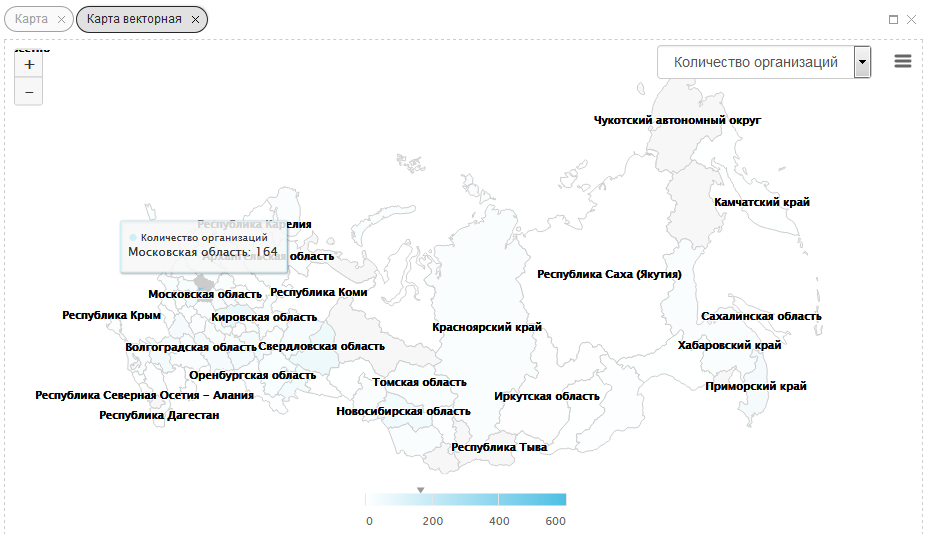 Карта ×
Карта векторная ×
+
−
Количество организаций
Чукотский автономный округ
Камчатский край
Республика Карелия
Количество организаций
Московская область: 164
Архангельская область
Республика Саха (Якутия)
Московская область
Республика Коми
Республика Крым
Кировская область
Сахалинская область
Красноярский край
Волгоградская область
Свердловская область
Хабаровский край
Оренбургская область
Томская область
Приморский край
Республика Северная Осетия – Алания
Иркутская область
Республика Дагестан
Новосибирская область
Республика Тыва
0 200 400 600